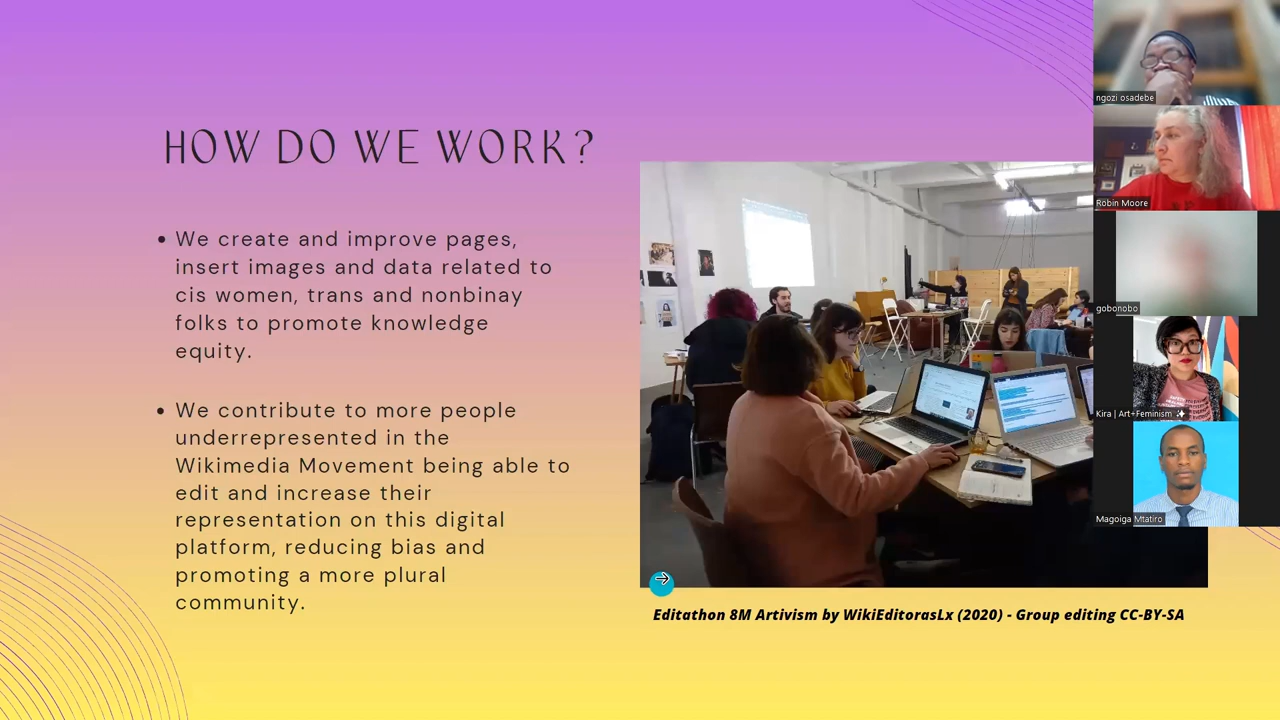 HOW DO WE WORK?
We create and improve pages,
insert images and data related to
cis women, trans and nonbinay
folks to promote knowledge
equity.
We contribute to more people
underrepresented in the
Wikimedia Movement being able to
edit and increase their
representation on this digital
platform, reducing bias and
promoting a more plural
community.
Editathon 8M Artivism by WikiEditorasLx (2020) - Group editing CC-BY-SA
ngozi osadebe
Robin Moore
gobonobo
Kira | Art+Feminism
Magoiga Mtatiro